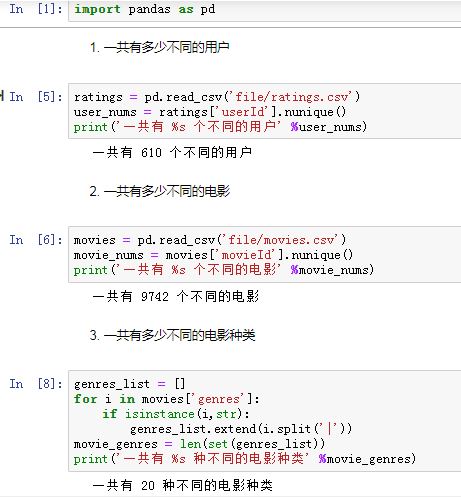 In [1]: import pandas as pd
1. 一共有多少不同的用户
In [5]: ratings = pd.read_csv('file/ratings.csv')
user_nums = ratings['userId'].nunique()
print('一共有 %s 个不同的用户' %user_nums)
一共有 610 个不同的用户
2. 一共有多少不同的电影
In [6]: movies = pd.read_csv('file/movies.csv')
movie_nums = movies['movieId'].nunique()
print('一共有 %s 个不同的电影' %movie_nums)
一共有 9742 个不同的电影
3. 一共有多少不同的电影种类
In [8]: genres_list = []
for i in movies['genres']:
    if isinstance(i,str):
        genres_list.extend(i.split('|'))
movie_genres = len(set(genres_list))
print('一共有 %s 种不同的电影种类' %movie_genres)
一共有 20 种不同的电影种类